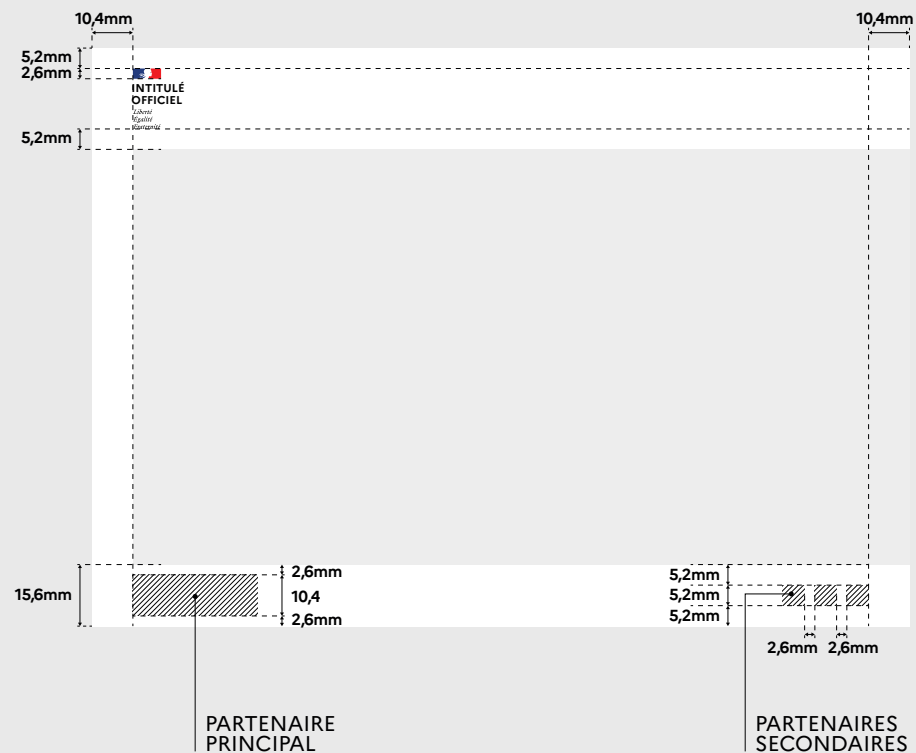 10,4mm 10,4mm
5,2mm
2,6mm
INTITULÉ
OFFICIEL
Liberté
Égalité
Fraternité
5,2mm
2,6mm
5,2mm
15,6mm
10,4
5,2mm
2,6mm
5,2mm
2,6mm 2,6mm
PARTENAIRE
PRINCIPAL
PARTENAIRES
SECONDAIRES